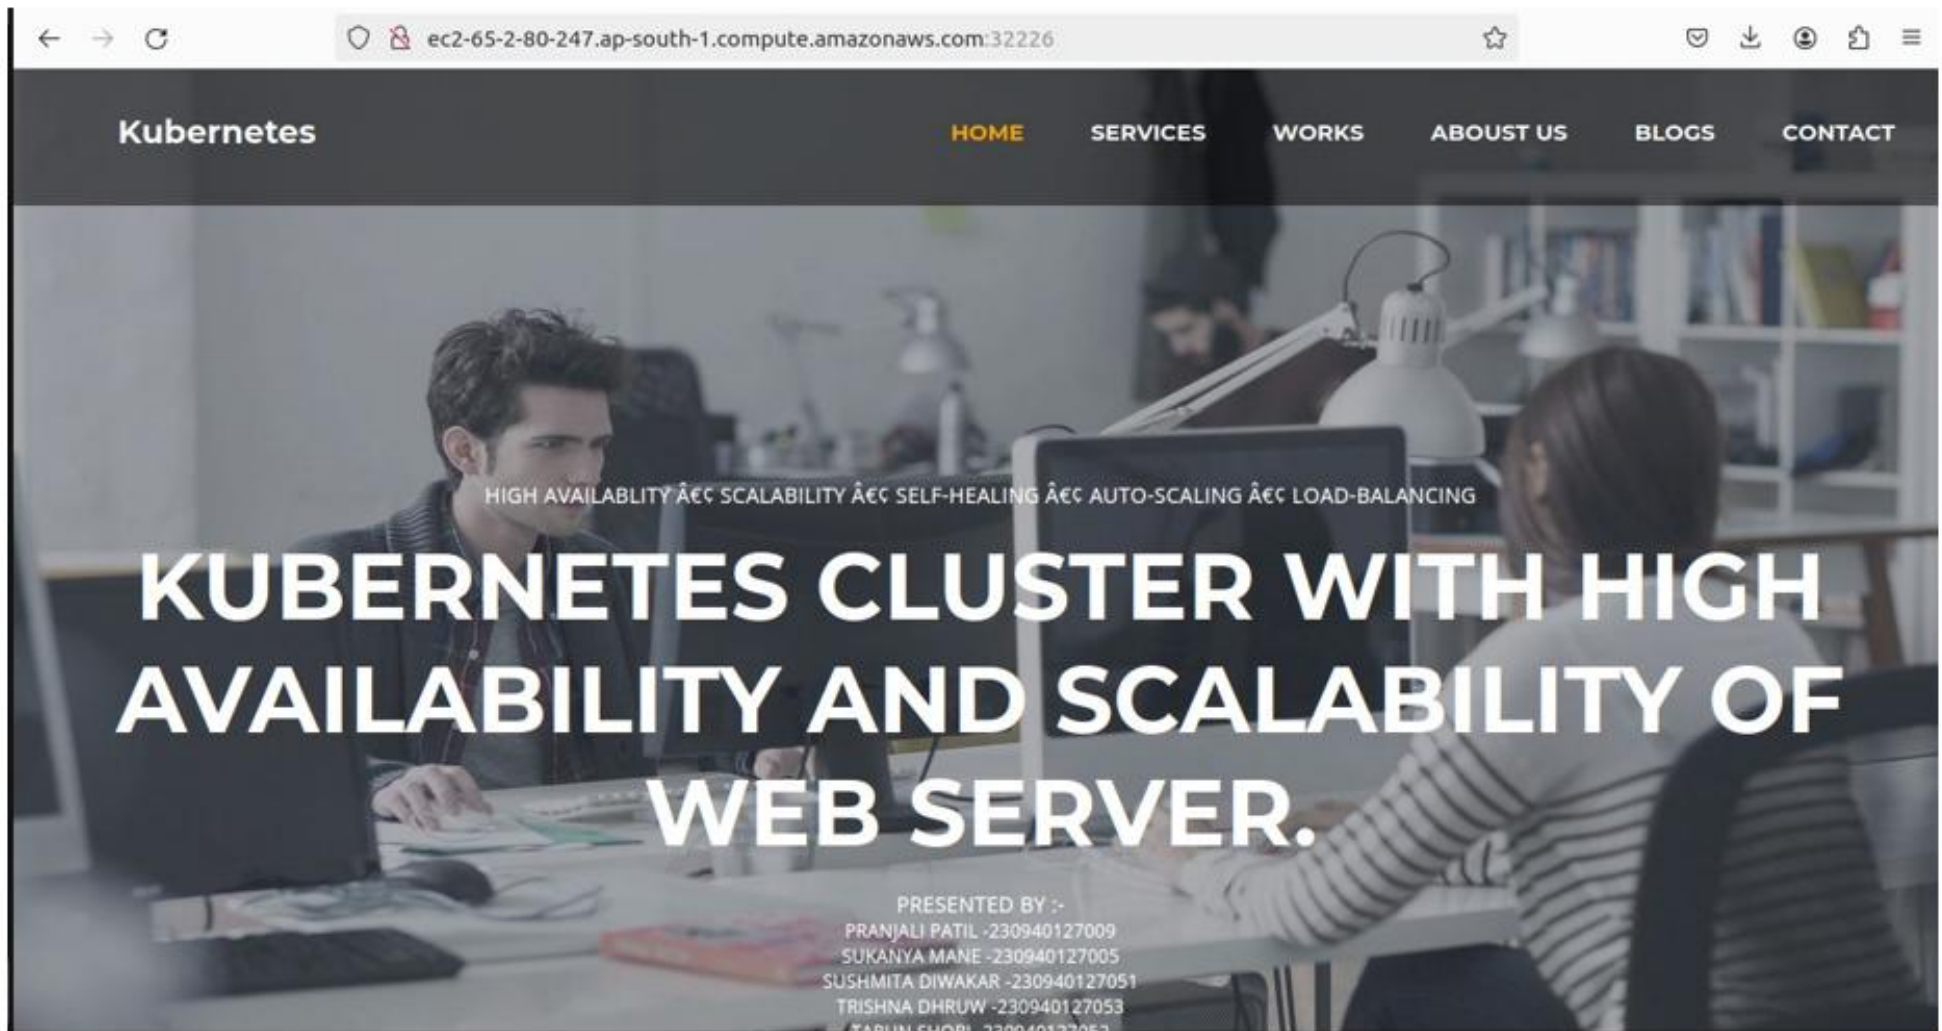 ec2-65-2-80-247.ap-south-1.compute.amazonaws.com:32226
Kubernetes HOME SERVICES WORKS ABOUST US BLOGS CONTACT
HIGH AVAILABLITY • SCALABILITY • SELF-HEALING • AUTO-SCALING • LOAD-BALANCING
KUBERNETES CLUSTER WITH HIGH
AVAILABILITY AND SCALABILITY OF
WEB SERVER.
PRESENTED BY :-
PRANJALI PATIL -230940127009
SUKANYA MANE -230940127005
SUSHMITA DIWAKAR -230940127051
TRISHNA DHRUW -230940127053